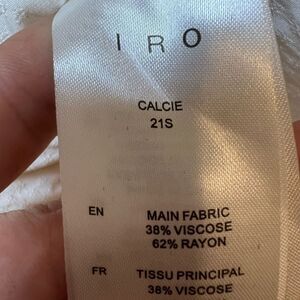 IRO
CALCIE
21S
EN MAIN FABRIC
38% VISCOSE
62% RAYON
FR TISSU PRINCIPAL
38% VISCOSE